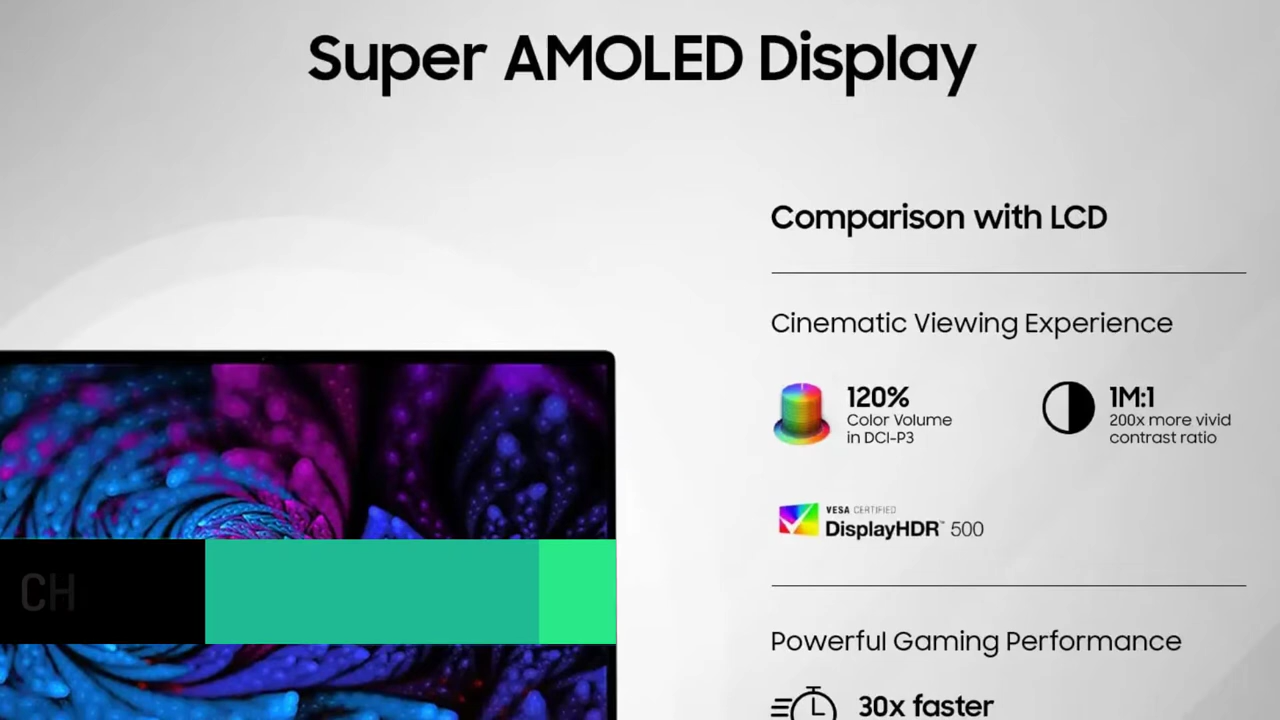 Super AMOLED Display
Comparison with LCD
Cinematic Viewing Experience
120%
Color Volume
in DCI-P3
1M:1
200x more vivid
contrast ratio
VESA CERTIFIED
DisplayHDR™ 500
CH
Powerful Gaming Performance
30x faster